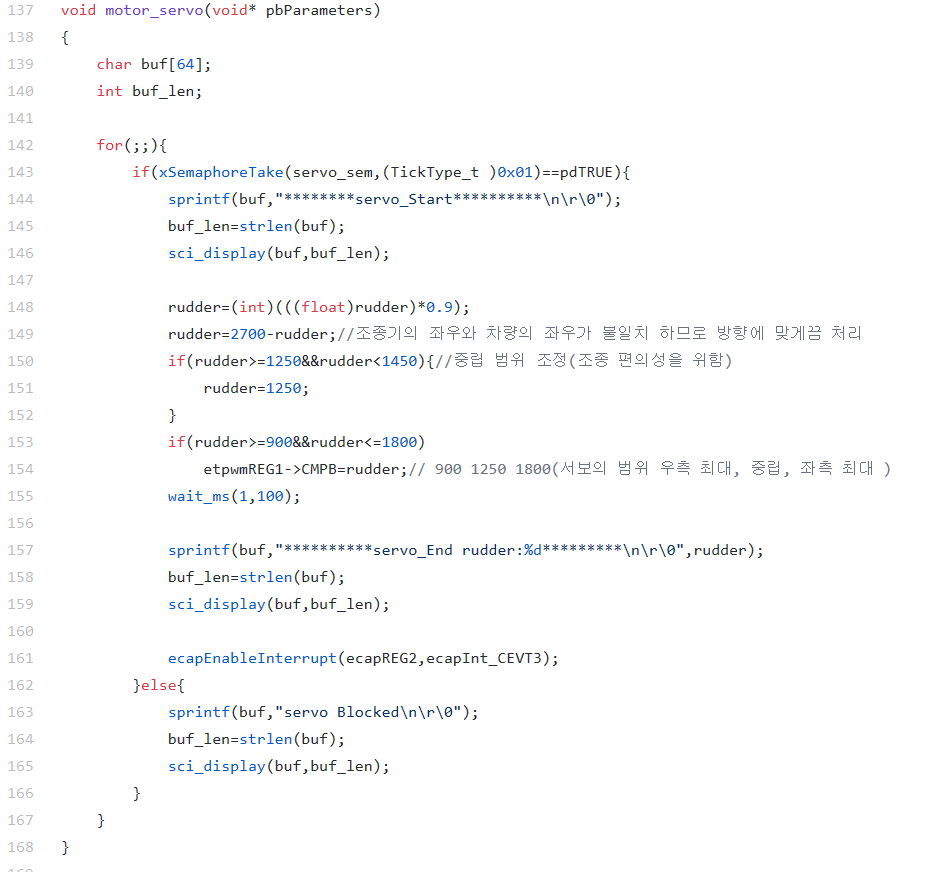 137 void motor_servo(void* pbParameters)
138 {
139     char buf[64];
140     int buf_len;
141
142     for(;;){
143         if(xSemaphoreTake(servo_sem,(TickType_t )0x01)==pdTRUE){
144             sprintf(buf,"********servo_Start**********\n\r\0");
145             buf_len=strlen(buf);
146             sci_display(buf,buf_len);
147
148             rudder=(int)(((float)rudder)*0.9);
149             rudder=2700-rudder;//조종기의 좌우와 차량의 좌우가 불일치 하므로 방향에 맞게끔 처리
150             if(rudder>=1250&&rudder<1450){//중립 범위 조정(조종 편의성을 위함)
151                 rudder=1250;
152             }
153             if(rudder>=900&&rudder<=1800)
154                 etpwmREG1->CMPB=rudder;// 900 1250 1800(서보의 범위 우측 최대, 중립, 좌측 최대 )
155             wait_ms(1,100);
156
157             sprintf(buf,"**********servo_End rudder:%d*********\n\r\0",rudder);
158             buf_len=strlen(buf);
159             sci_display(buf,buf_len);
160
161             ecapEnableInterrupt(ecapREG2,ecapInt_CEVT3);
162         }else{
163             sprintf(buf,"servo Blocked\n\r\0");
164             buf_len=strlen(buf);
165             sci_display(buf,buf_len);
166         }
167     }
168 }